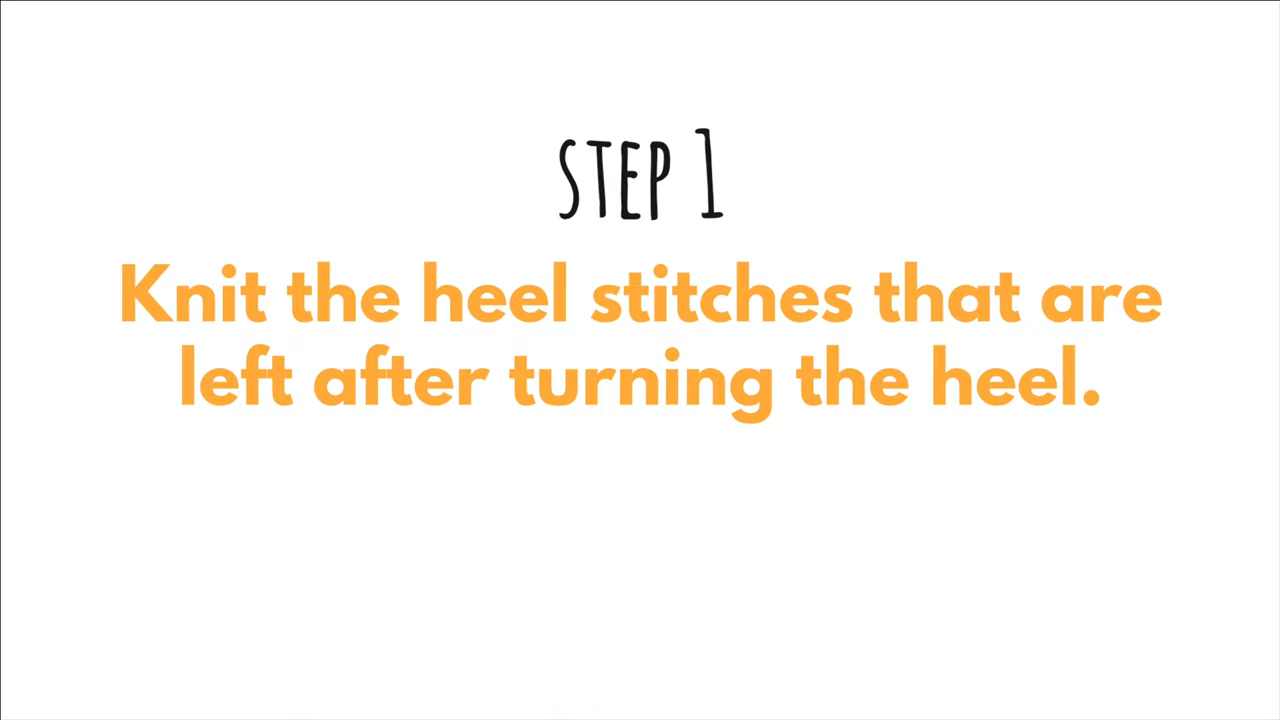 STEP 1
Knit the heel stitches that are
left after turning the heel.